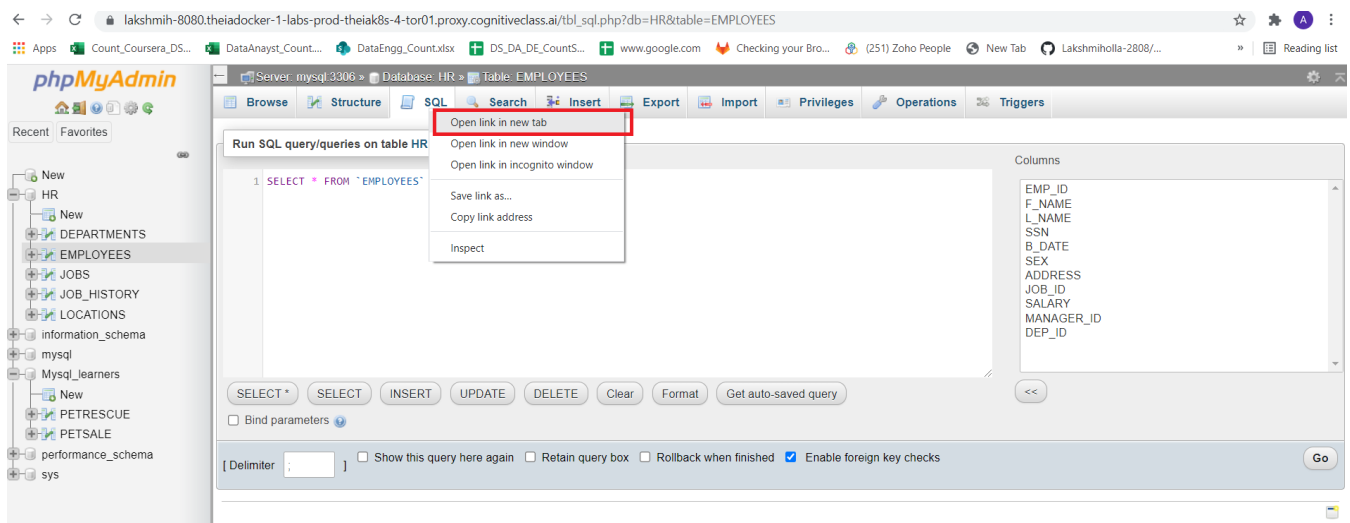 lakshmih-8080.theiadocker-1-labs-prod-theiak8s-4-tor01.proxy.cognitiveclass.ai/tbl_sql.php?db=HR&table=EMPLOYEES A
Apps Count_Coursera_DS... DataAnayst_Count.... DataEngg_Count.xlsx DS_DA_DE_CountS... www.google.com Checking your Bro... (251) Zoho People New Tab Lakshmiholla-2808/... » Reading list
phpMyAdmin
Recent Favorites
New
HR
New
DEPARTMENTS
EMPLOYEES
JOBS
JOB_HISTORY
LOCATIONS
information_schema
mysql
Mysql_learners
New
PETRESCUE
PETSALE
performance_schema
sys
Server: mysql:3306 » Database: HR » Table: EMPLOYEES
Browse Structure SQL Search Insert Export Import Privileges Operations Triggers
Open link in new tab
Open link in new window
Open link in incognito window
Save link as...
Copy link address
Inspect
Run SQL query/queries on table HR
1 SELECT * FROM `EMPLOYEES`
Columns
EMP_ID
F_NAME
L_NAME
SSN
B_DATE
SEX
ADDRESS
JOB_ID
SALARY
MANAGER_ID
DEP_ID
SELECT * SELECT INSERT UPDATE DELETE Clear Format Get auto-saved query <<
Bind parameters
[ Delimiter ; ] Show this query here again Retain query box Rollback when finished Enable foreign key checks Go